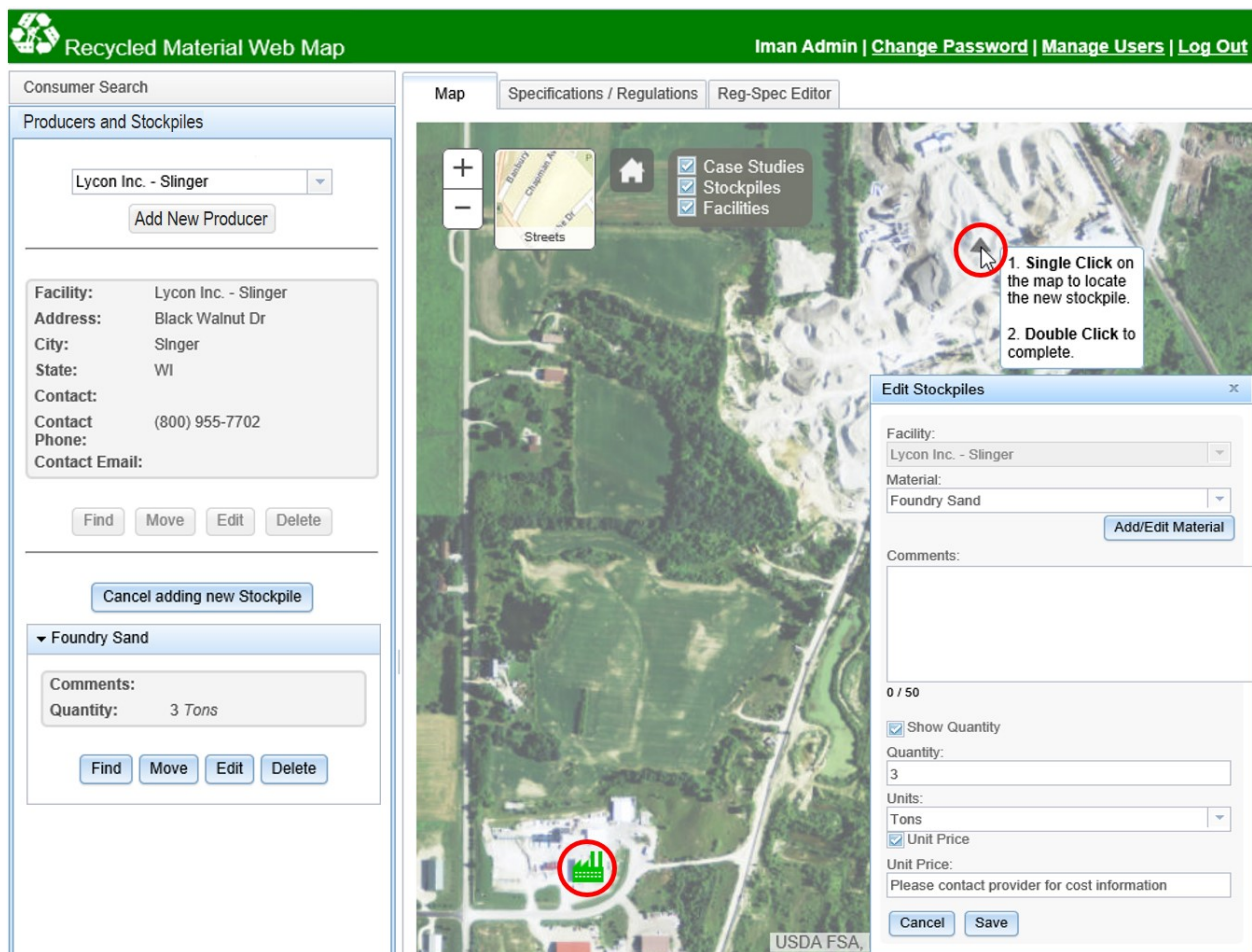 Recycled Material Web Map
Iman Admin | Change Password | Manage Users | Log Out
Consumer Search
Producers and Stockpiles
Lycon Inc. - Slinger
Add New Producer
Facility: Lycon Inc. - Slinger
Address: Black Walnut Dr
City: SInger
State: WI
Contact:
Contact Phone: (800) 955-7702
Contact Email:
Find Move Edit Delete
Cancel adding new Stockpile
Foundry Sand
Comments:
Quantity: 3 Tons
Find Move Edit Delete
Map Specifications / Regulations Reg-Spec Editor
+
−
Banbury
Chapman Av
P
Dr
Streets
Case Studies
Stockpiles
Facilities
1. Single Click on
the map to locate
the new stockpile.
2. Double Click to
complete.
Edit Stockpiles x
Facility:
Lycon Inc. - Slinger
Material:
Foundry Sand
Add/Edit Material
Comments:
0 / 50
Show Quantity
Quantity:
3
Units:
Tons
Unit Price
Unit Price:
Please contact provider for cost information
Cancel Save
USDA FSA,